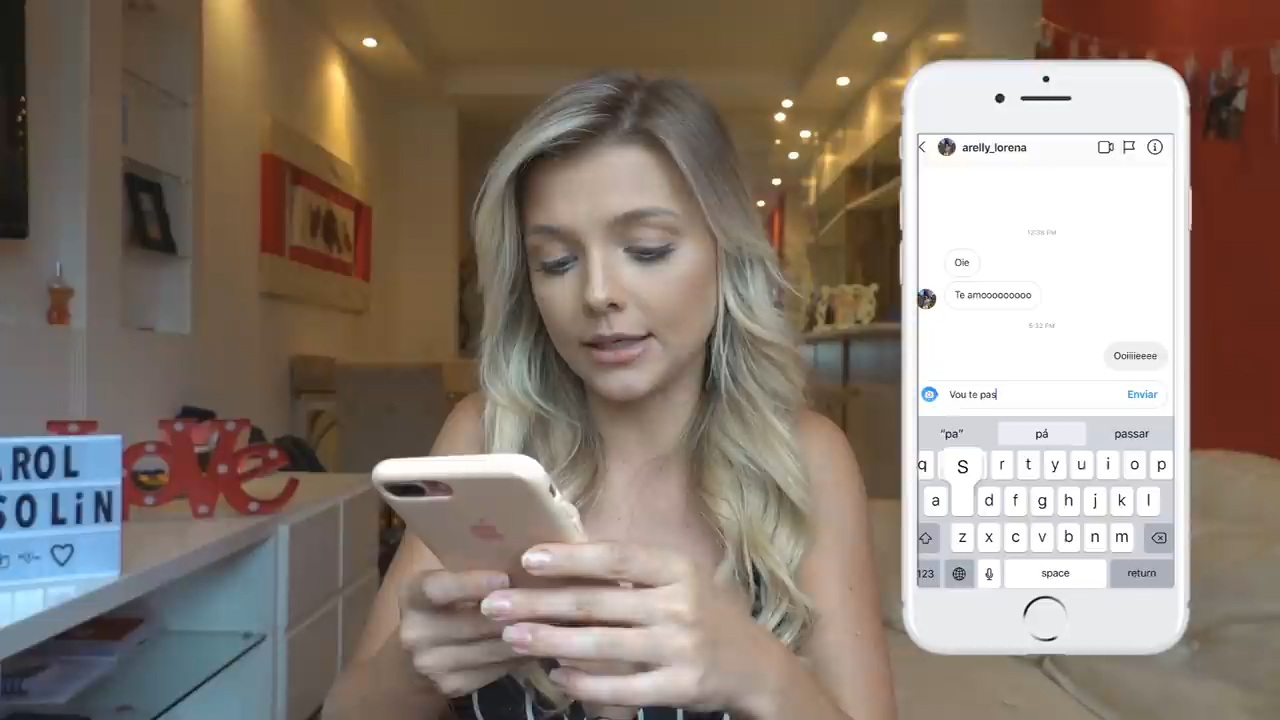 AROL
SOLiN
love
arelly_lorena
12:38 PM
Oie
Te amooooooooo
5:32 PM
Ooiiiieeee
Vou te pas
Enviar
“pa” pá passar
q S r t y u i o p
a d f g h j k l
z x c v b n m
123 space return